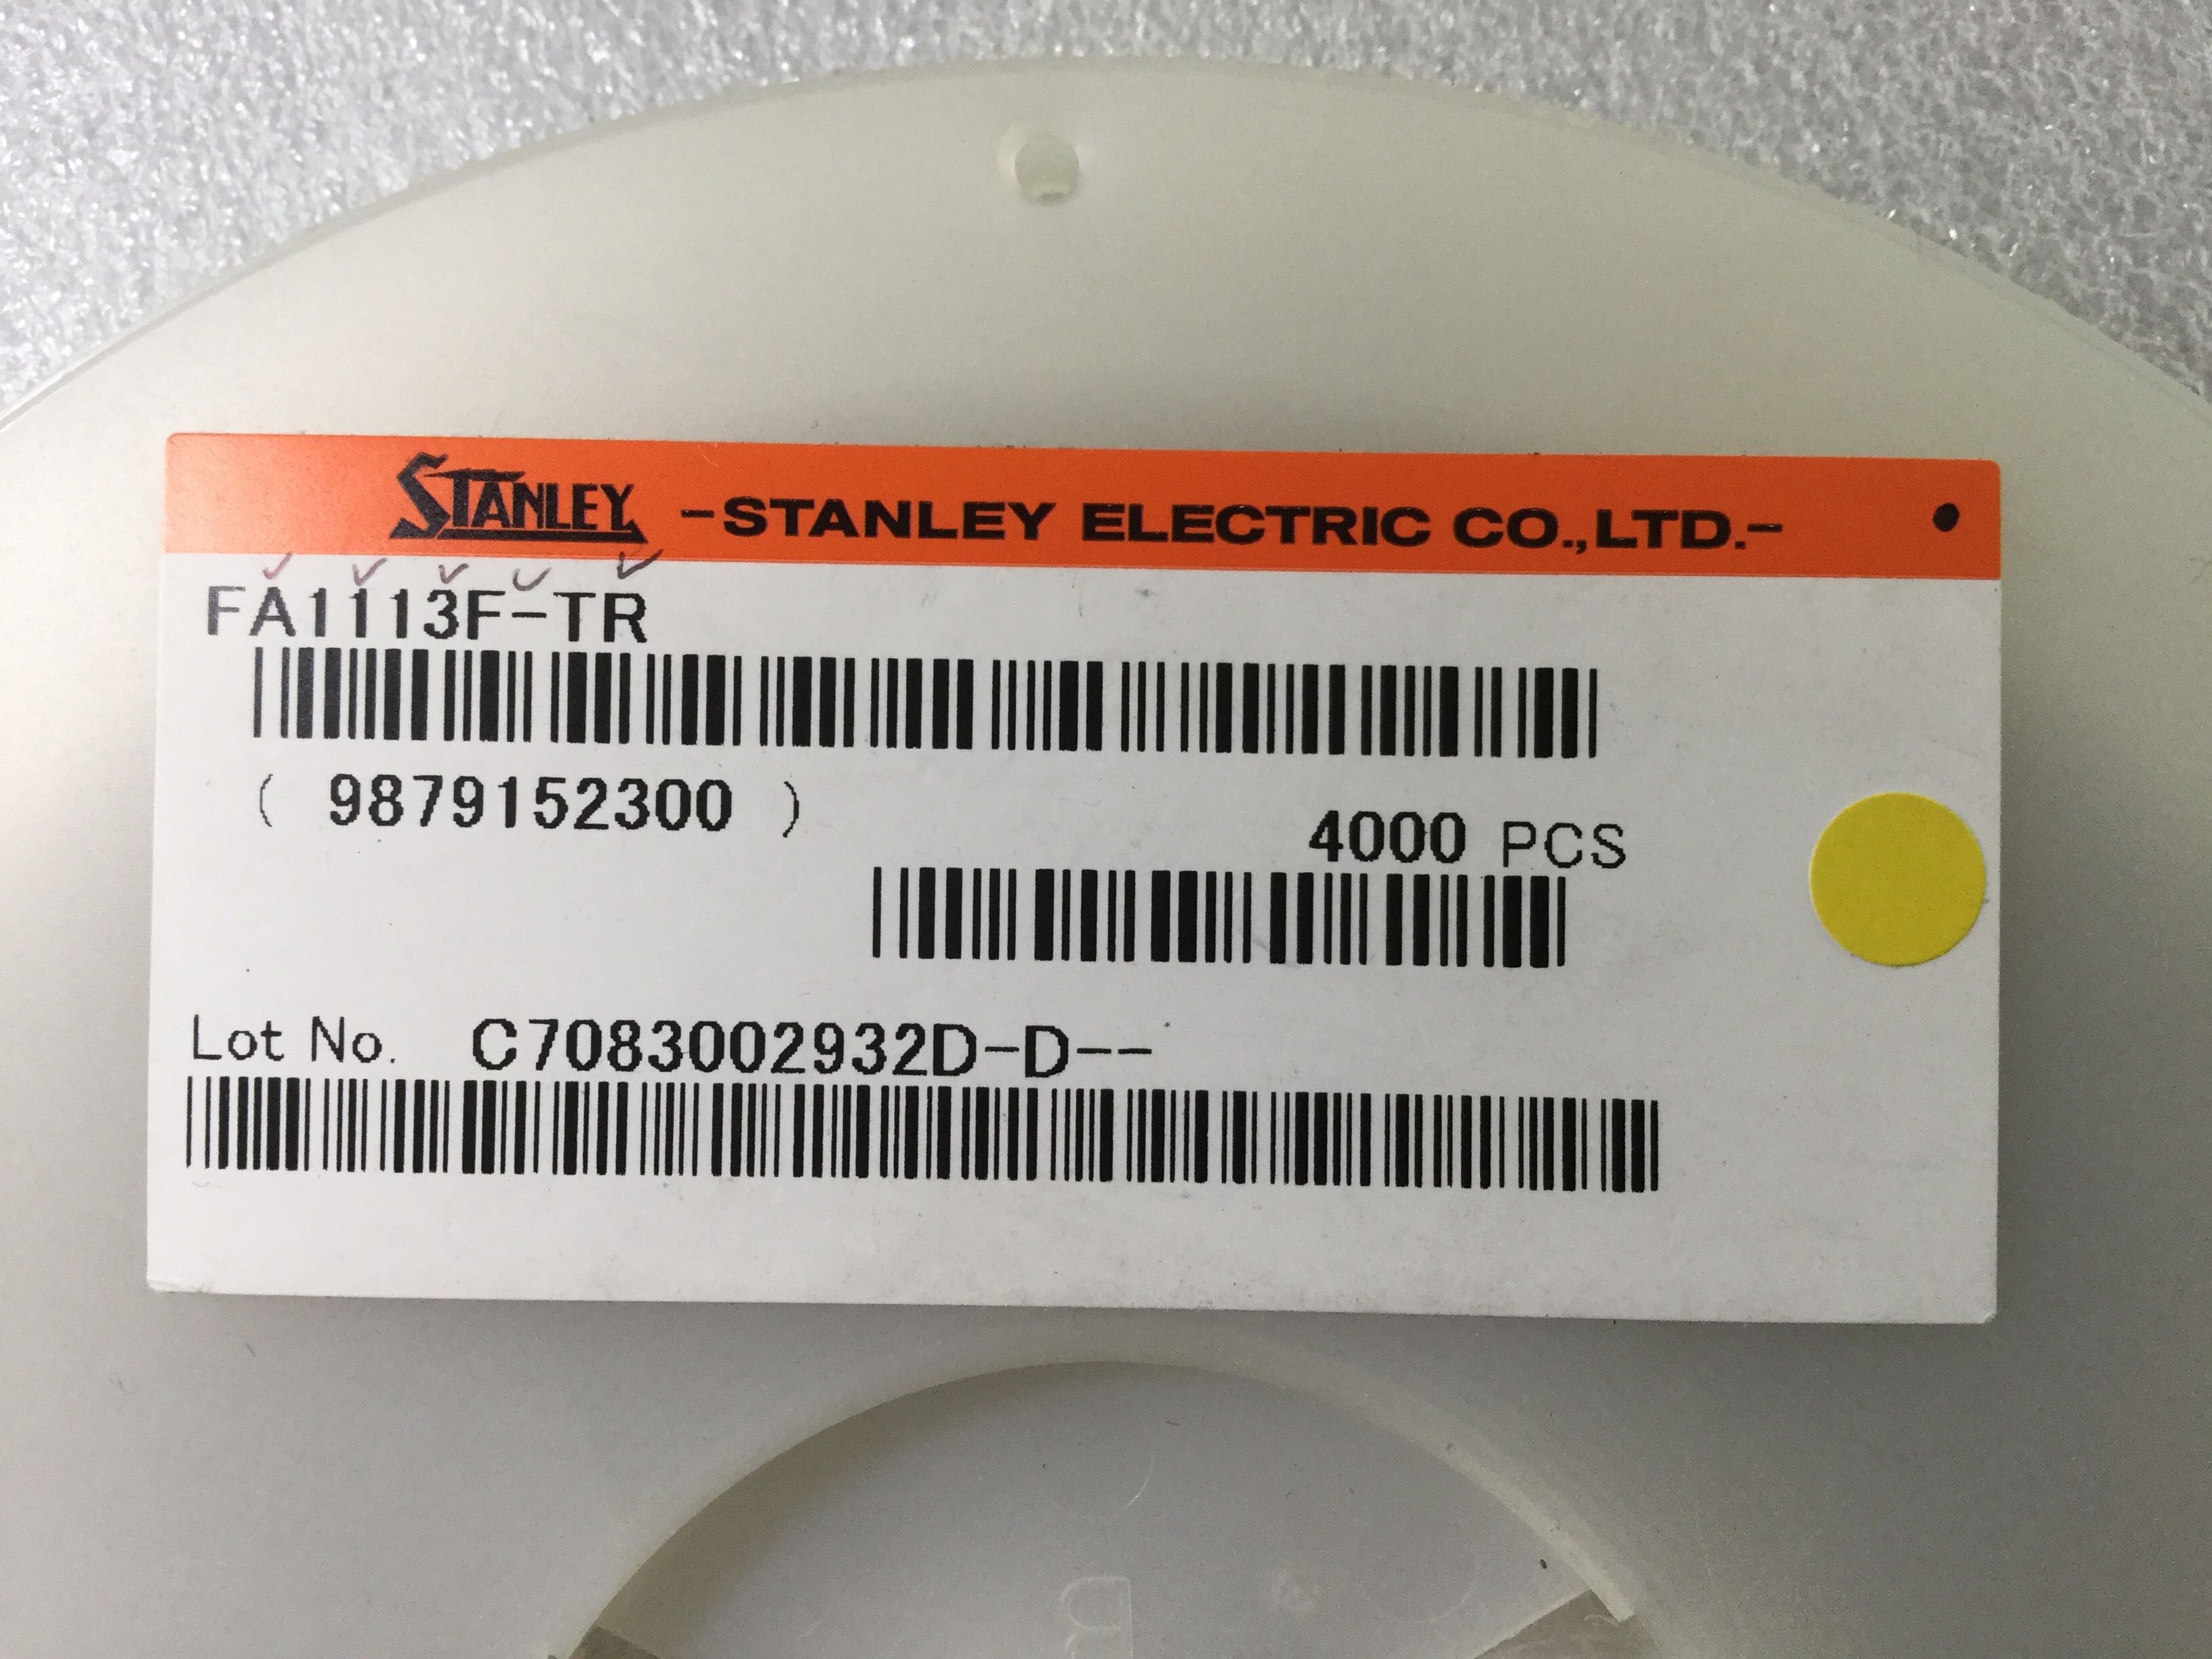 STANLEY -STANLEY ELECTRIC CO.,LTD.-
FA1113F-TR
( 9879152300 )
4000 PCS
Lot No. C7083002932D-D--